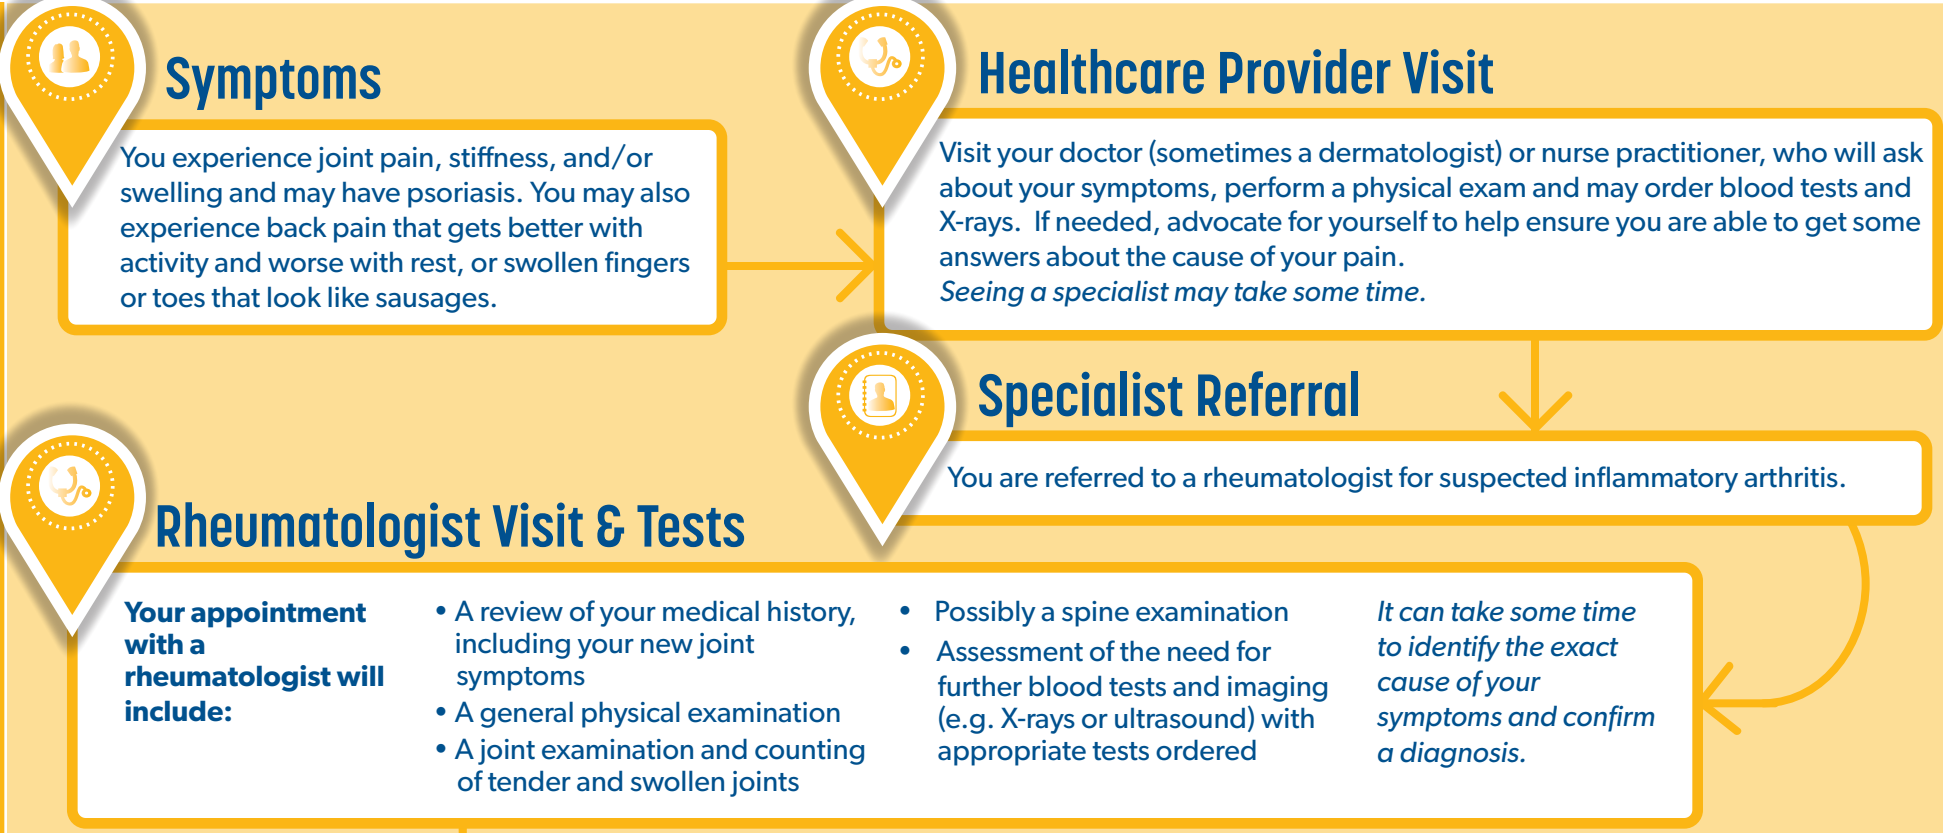 Symptoms
You experience joint pain, stiffness, and/or
swelling and may have psoriasis. You may also
experience back pain that gets better with
activity and worse with rest, or swollen fingers
or toes that look like sausages.
Healthcare Provider Visit
Visit your doctor (sometimes a dermatologist) or nurse practitioner, who will ask
about your symptoms, perform a physical exam and may order blood tests and
X-rays.  If needed, advocate for yourself to help ensure you are able to get some
answers about the cause of your pain.
Seeing a specialist may take some time.
Specialist Referral
You are referred to a rheumatologist for suspected inflammatory arthritis.
Rheumatologist Visit & Tests
Your appointment
with a
rheumatologist will
include:
• A review of your medical history,
including your new joint
symptoms
• A general physical examination
• A joint examination and counting
of tender and swollen joints
• Possibly a spine examination
• Assessment of the need for
further blood tests and imaging
(e.g. X-rays or ultrasound) with
appropriate tests ordered
It can take some time
to identify the exact
cause of your
symptoms and confirm
a diagnosis.